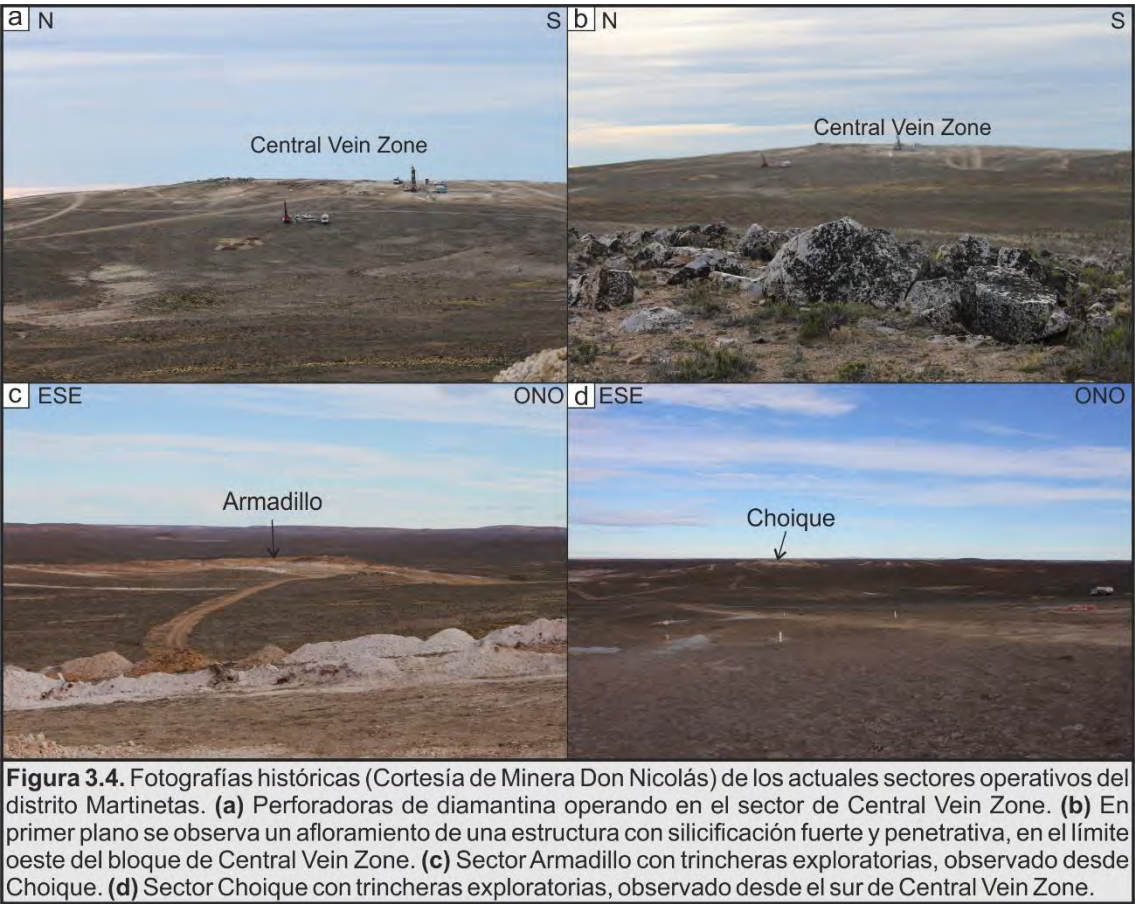 a N S
b N S
Central Vein Zone
Central Vein Zone
c ESE ONO
d ESE ONO
Armadillo
Choique
Figura 3.4. Fotografías históricas (Cortesía de Minera Don Nicolás) de los actuales sectores operativos del
distrito Martinetas. (a) Perforadoras de diamantina operando en el sector de Central Vein Zone. (b) En
primer plano se observa un afloramiento de una estructura con silicificación fuerte y penetrativa, en el límite
oeste del bloque de Central Vein Zone. (c) Sector Armadillo con trincheras exploratorias, observado desde
Choique. (d) Sector Choique con trincheras exploratorias, observado desde el sur de Central Vein Zone.